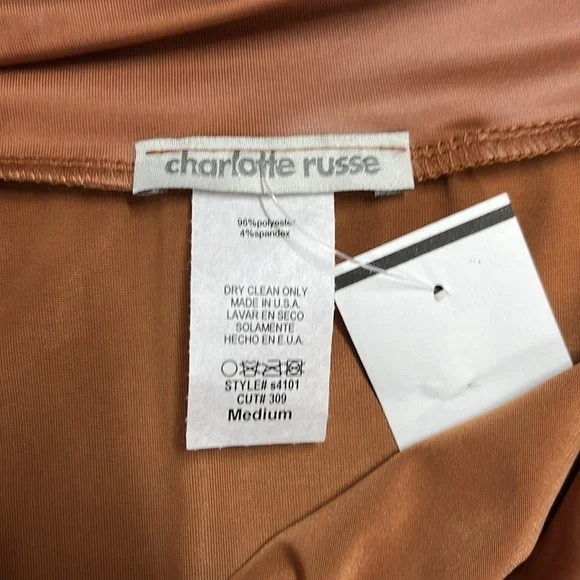 charlotte russe
96%polyester
4%spandex
DRY CLEAN ONLY
MADE IN U.S.A.
LAVAR EN SECO
SOLAMENTE
HECHO EN E.U.A.
STYLE# s4101
CUT# 309
Medium